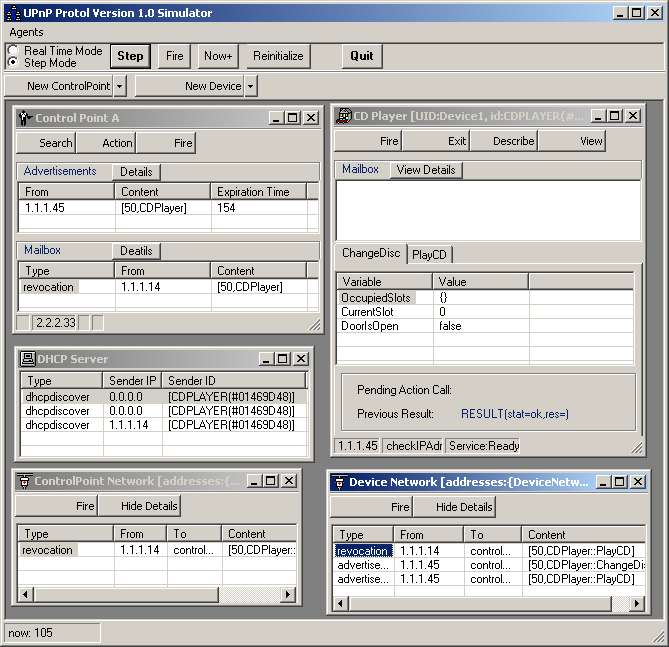 UPnP Protol Version 1.0 Simulator
Agents
Real Time Mode
Step Mode
Step Fire Now+ Reinitialize Quit
New ControlPoint New Device
Control Point A
Search Action Fire
Advertisements Details
From Content Expiration Time
1.1.1.45 [50,CDPlayer] 154
Mailbox Deatils
Type From Content
revocation 1.1.1.14 [50,CDPlayer]
2.2.2.33
CD Player [UID:Device1, id:CDPLAYER(#...
Fire Exit Describe View
Mailbox View Details
ChangeDisc PlayCD
Variable Value
OccupiedSlots {}
CurrentSlot 0
DoorIsOpen false
Pending Action Call:
Previous Result: RESULT(stat=ok,res=)
1.1.1.45 checkIPAdr Service:Ready
DHCP Server
Type Sender IP Sender ID
dhcpdiscover 0.0.0.0 [CDPLAYER(#01469D48)]
dhcpdiscover 0.0.0.0 [CDPLAYER(#01469D48)]
dhcpdiscover 1.1.1.14 [CDPLAYER(#01469D48)]
ControlPoint Network [addresses:{...
Fire Hide Details
Type From To Content
revocation 1.1.1.14 control... [50,CDPlayer::
Device Network [addresses:{DeviceNetw...
Fire Hide Details
Type From To Content
revocation 1.1.1.14 control... [50,CDPlayer::PlayCD]
advertise... 1.1.1.45 control... [50,CDPlayer::ChangeDis
advertise... 1.1.1.45 control... [50,CDPlayer::PlayCD]
now: 105